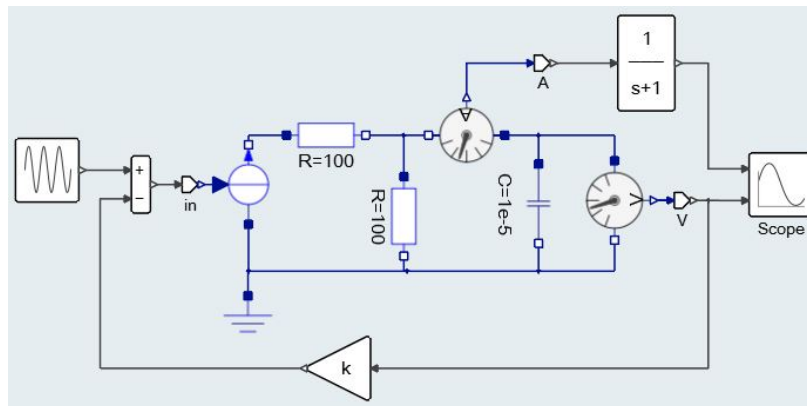 1
s+1
A
A
R=100
+
−
in
R=100
C=1e-5
V
V
Scope
k